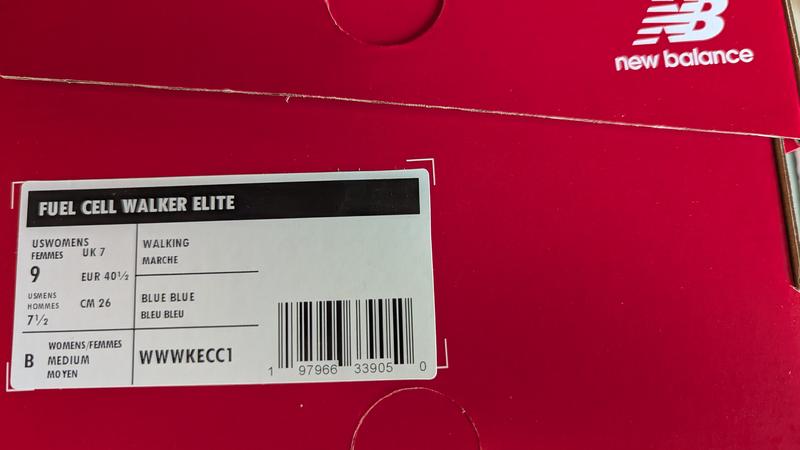 NB
new balance
FUEL CELL WALKER ELITE
USWOMENS
FEMMES
UK 7
9
EUR 40½
USMENS
HOMMES
CM 26
7½
WALKING
MARCHE
BLUE BLUE
BLEU BLEU
B
WOMENS/FEMMES
MEDIUM
MOYEN
WWWKECC1
1 97966 33905 0